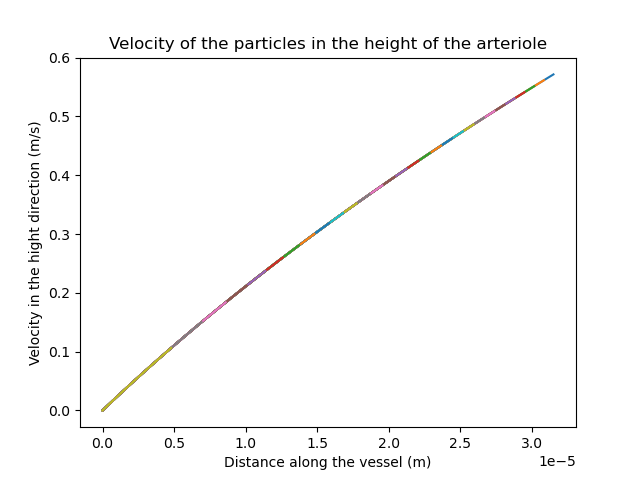 Velocity of the particles in the height of the arteriole
Velocity in the hight direction (m/s)
0.6
0.5
0.4
0.3
0.2
0.1
0.0
0.0 0.5 1.0 1.5 2.0 2.5 3.0
1e−5
Distance along the vessel (m)